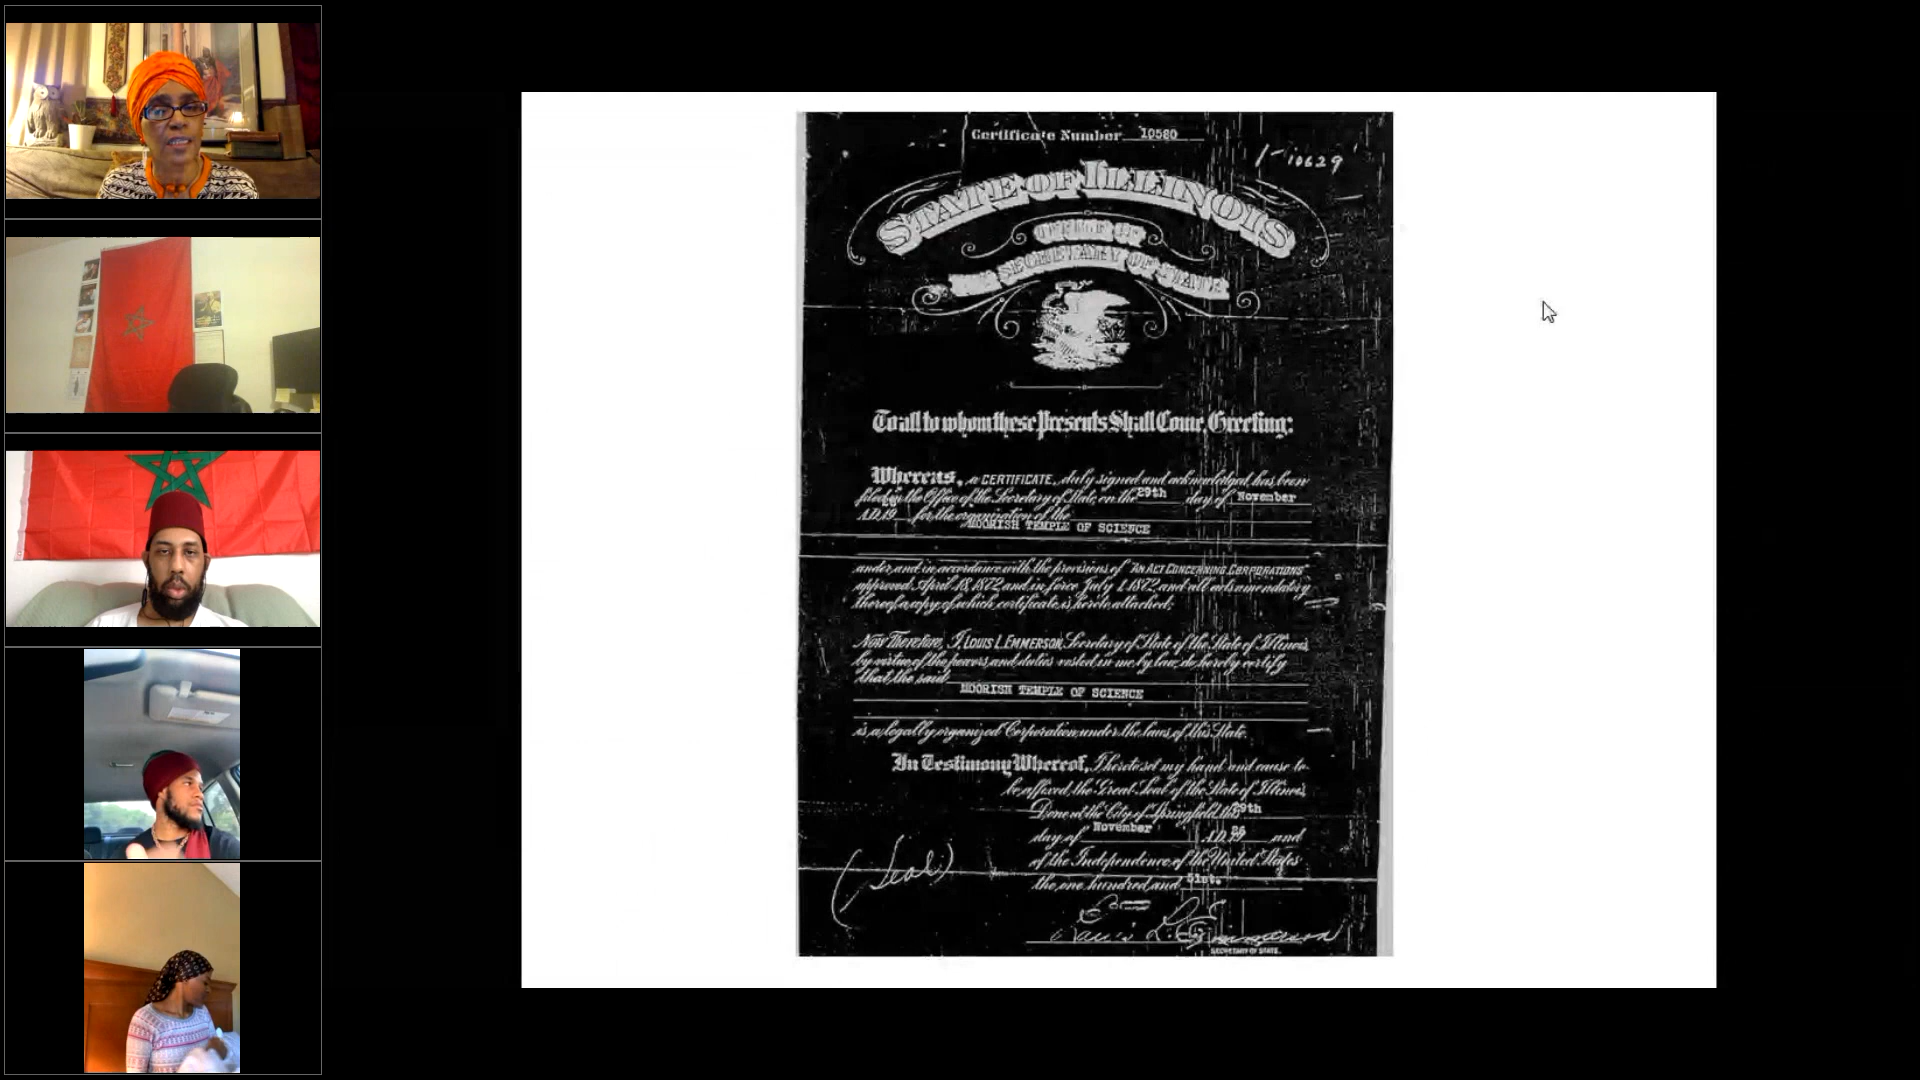 Certificate Number 10580
1-10629
STATE OF ILLINOIS
OFFICE OF
THE SECRETARY OF STATE
To all to whom these Presents Shall Come, Greeting:
Whereas, a CERTIFICATE, duly signed and acknowledged, has been
filed in the Office of the Secretary of State, on the 29th day of November
A.D. 19 26 for the organization of the
MOORISH TEMPLE OF SCIENCE
under, and in accordance with the provisions of "AN ACT CONCERNING CORPORATIONS"
approved April 18, 1872, and in force July 1, 1872, and all acts amendatory
thereof, a copy of which certificate is hereto attached;
Now Therefore, I, LOUIS L. EMMERSON, Secretary of State of the State of Illinois,
by virtue of the powers and duties vested in me by law, do hereby certify
that the said
MOORISH TEMPLE OF SCIENCE
is a legally organized Corporation under the laws of this State.
In Testimony Whereof, I hereto set my hand and cause to
be affixed the Great Seal of the State of Illinois,
Done at the City of Springfield this 29th
day of November A.D. 19 26 and
of the Independence of the United States
the one hundred and 51st.
(Seal)
Louis L. Emmerson
SECRETARY OF STATE.